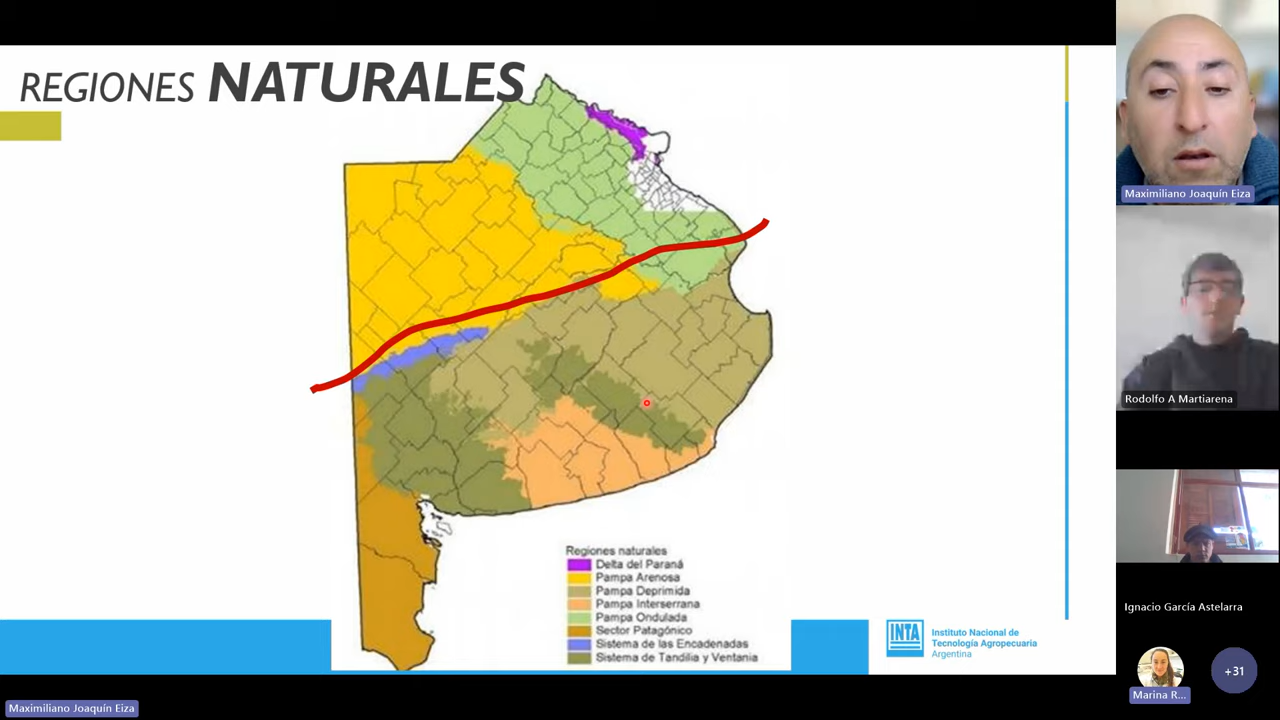 REGIONES NATURALES
Regiones naturales
Delta del Paraná
Pampa Arenosa
Pampa Deprimida
Pampa Interserrana
Pampa Ondulada
Sector Patagónico
Sistema de las Encadenadas
Sistema de Tandilia y Ventania
INTA
Instituto Nacional de
Tecnología Agropecuaria
Argentina
Maximiliano Joaquín Eiza
Rodolfo A Martiarena
Ignacio García Astelarra
Marina R...
+31
Maximiliano Joaquín Eiza